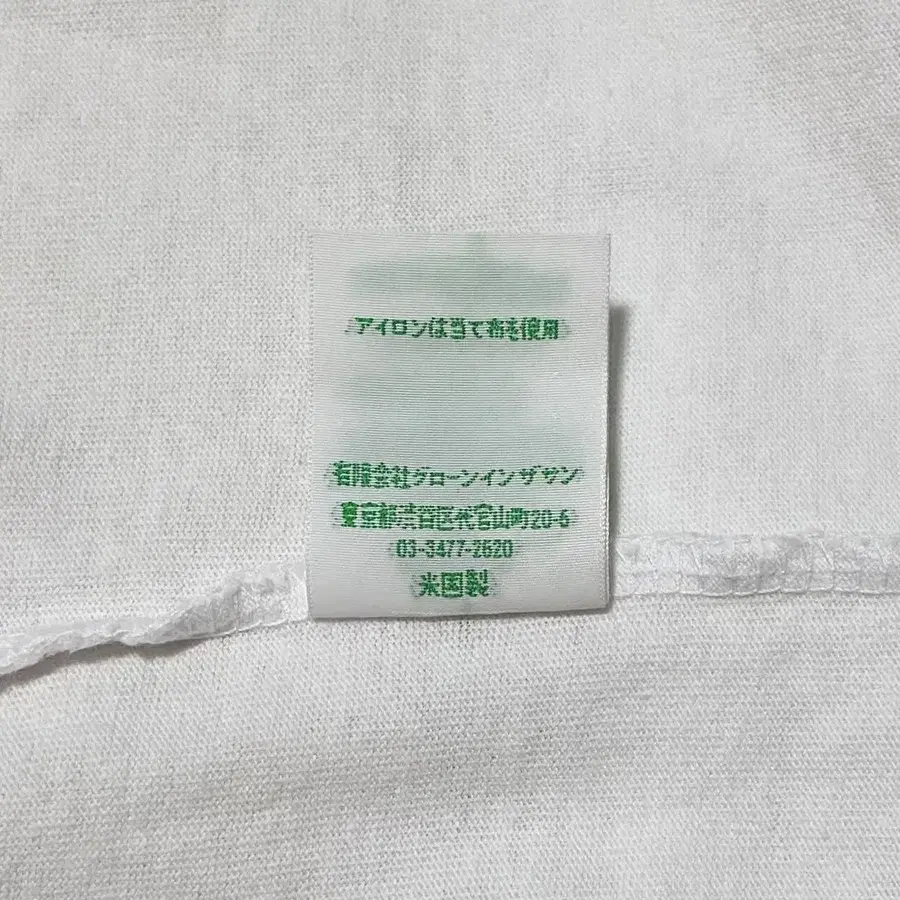 アイロンは当て布を使用
有限会社グローンインザサン
東京都渋谷区代官山町20-6
03-3477-2620
米国製